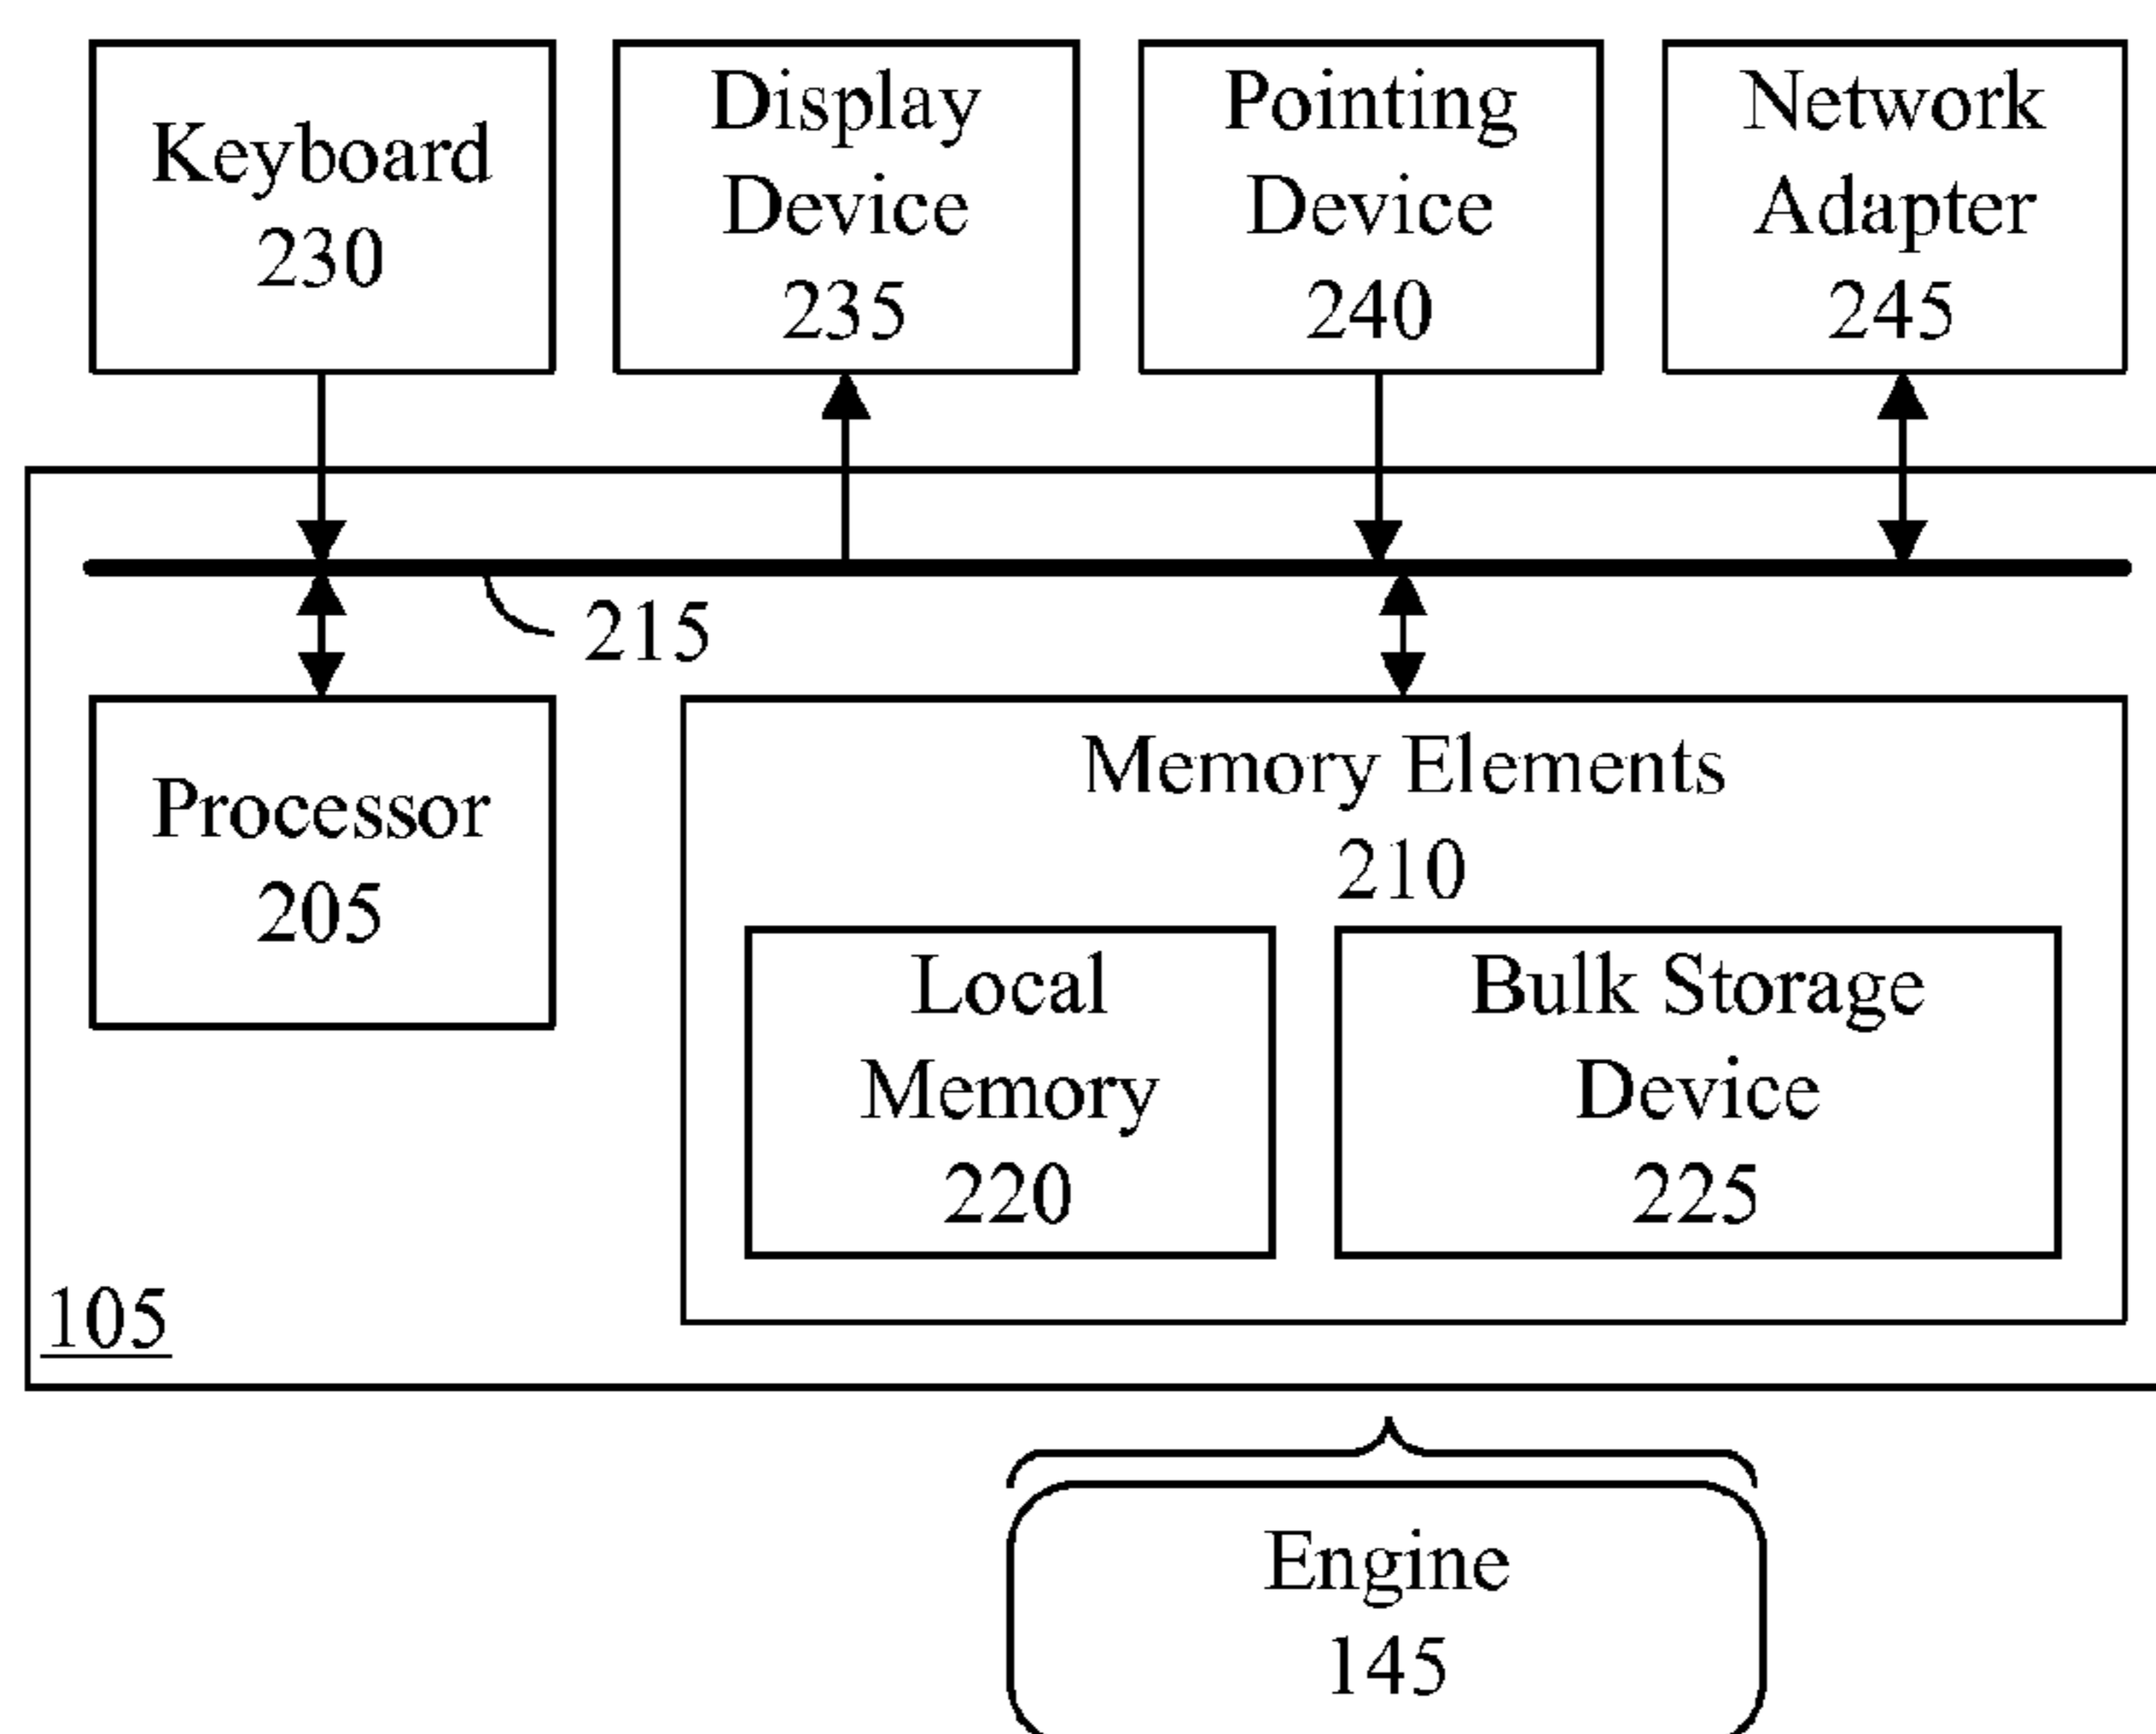 Keyboard
230
Display
Device
235
Pointing
Device
240
Network
Adapter
245
215
Processor
205
Memory Elements
210
Local
Memory
220
Bulk Storage
Device
225
105
Engine
145